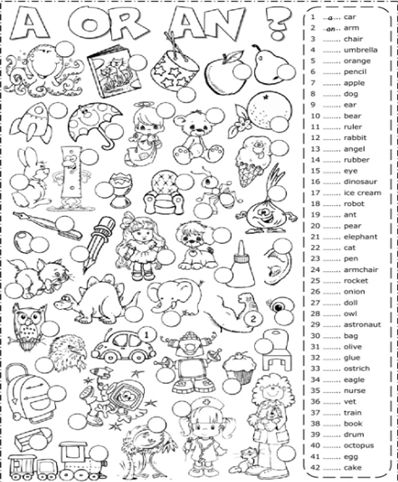 A OR AN ?
1 ...a... car
2 ...an... arm
3 ........ chair
4 ........ umbrella
5 ........ orange
6 ........ pencil
7 ........ apple
8 ........ dog
9 ........ ear
10 ........ bear
11 ........ ruler
12 ........ rabbit
13 ........ angel
14 ........ rubber
15 ........ eye
16 ........ dinosaur
17 ........ ice cream
18 ........ robot
19 ........ ant
20 ........ pear
21 ........ elephant
22 ........ cat
23 ........ pen
24 ........ armchair
25 ........ rocket
26 ........ onion
27 ........ doll
28 ........ owl
29 ........ astronaut
30 ........ bag
31 ........ olive
32 ........ glue
33 ........ ostrich
34 ........ eagle
35 ........ nurse
36 ........ vet
37 ........ train
38 ........ book
39 ........ drum
40 ........ octopus
41 ........ egg
42 ........ cake
2
1